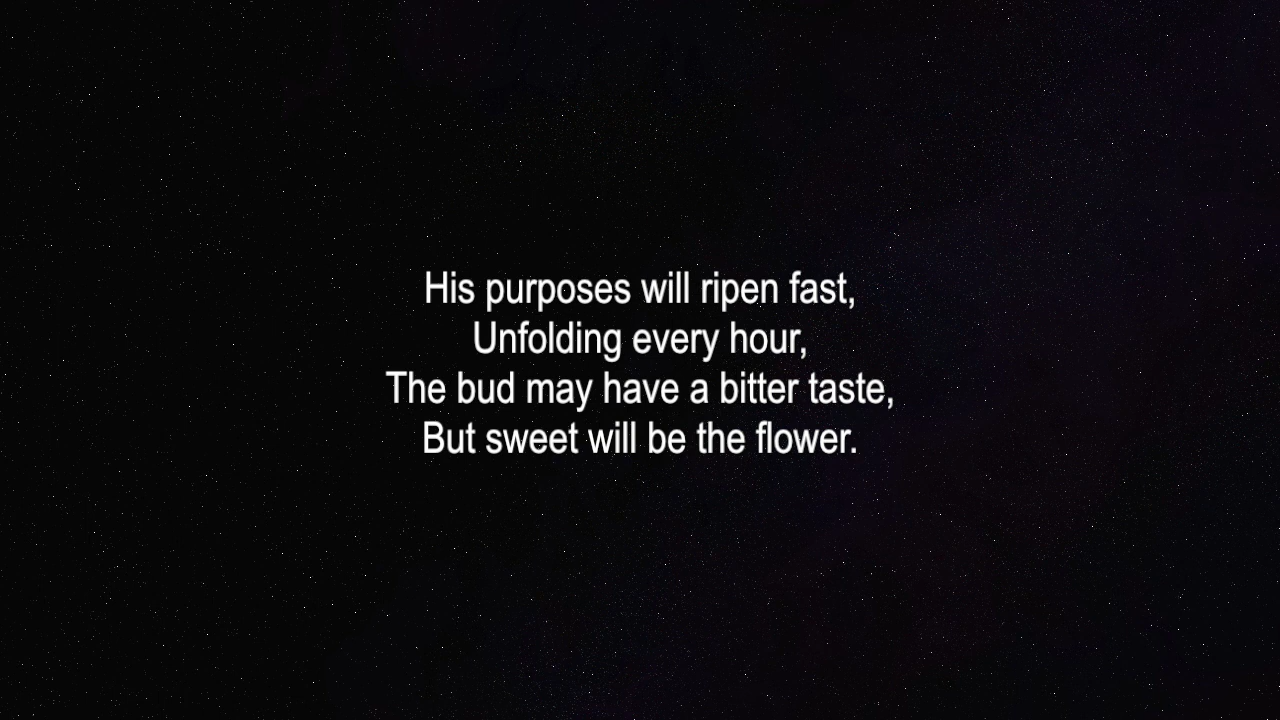 His purposes will ripen fast,
Unfolding every hour,
The bud may have a bitter taste,
But sweet will be the flower.